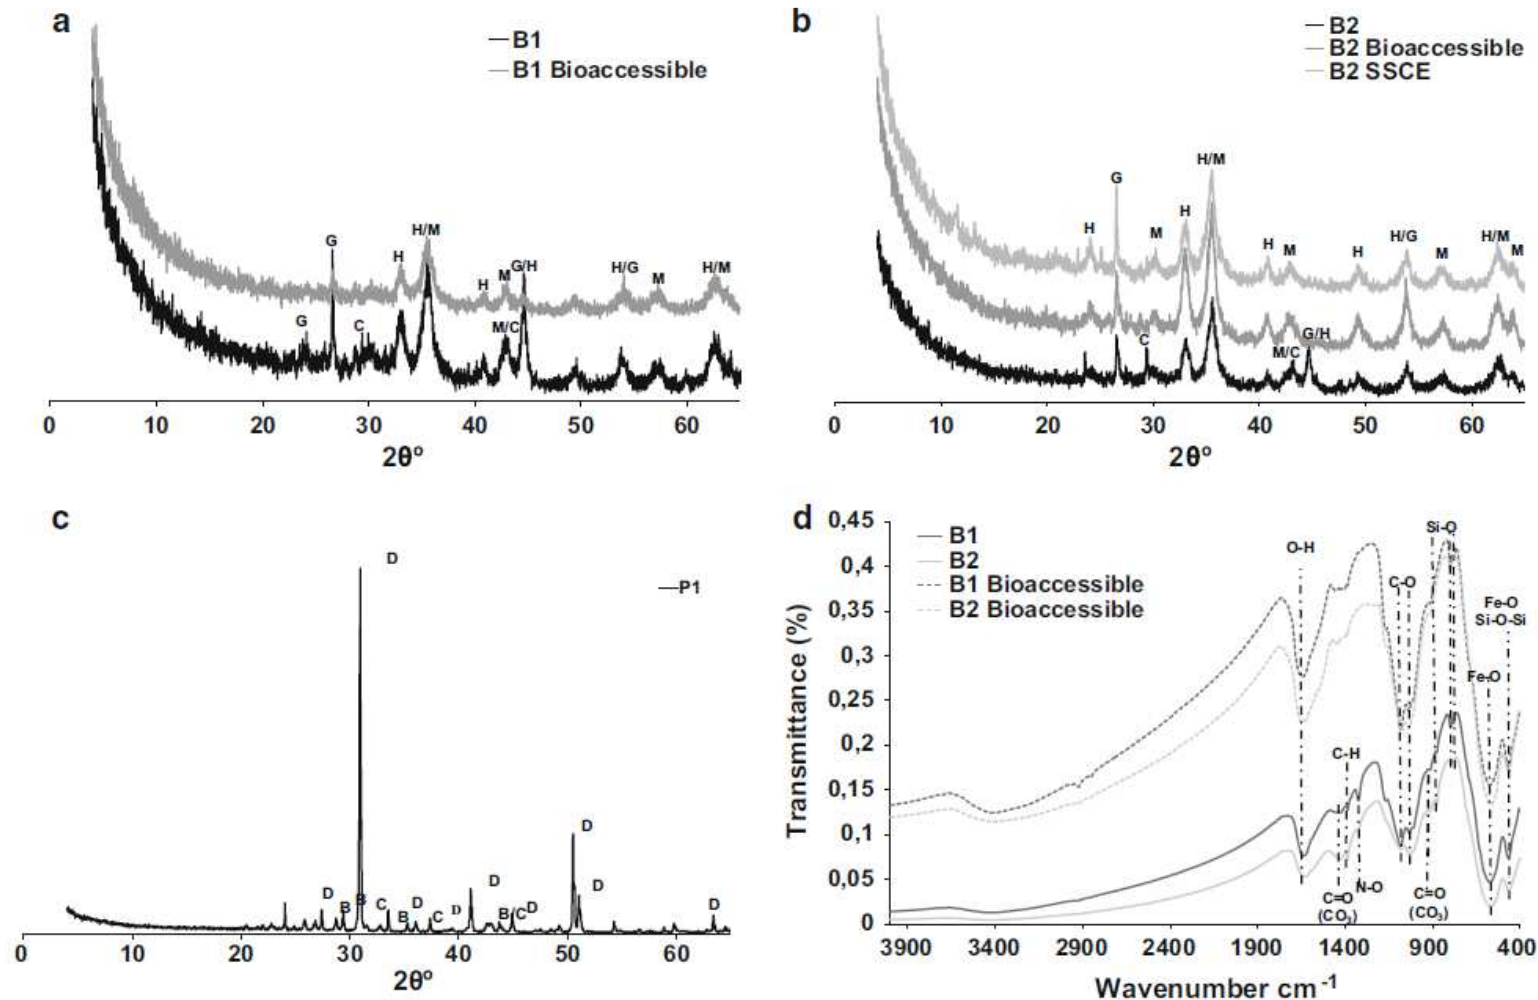 a
B1
B1 Bioaccessible
G
H
H/M
H
M
G/H
H/G
M
H/M
G
C
M/C
0 10 20 30 40 50 60
2θº
b
B2
B2 Bioaccessible
B2 SSCE
H
G
M
H
H/M
H
M
H
H/G
M
H/M
M
C
M/C
G/H
0 10 20 30 40 50 60
2θº
c
P1
D
D
B
B
C
B
D
C
D
D
B/C
D
D
D
D
0 10 20 30 40 50 60
2θº
d
B1
B2
B1 Bioaccessible
B2 Bioaccessible
Transmittance (%)
0,45
0,4
0,35
0,3
0,25
0,2
0,15
0,1
0,05
0
O-H
C-O
Si-O
Fe-O
Si-O-Si
Fe-O
C-H
C=O
(CO3)
N-O
C=O
(CO3)
3900 3400 2900 2400 1900 1400 900 400
Wavenumber cm-1